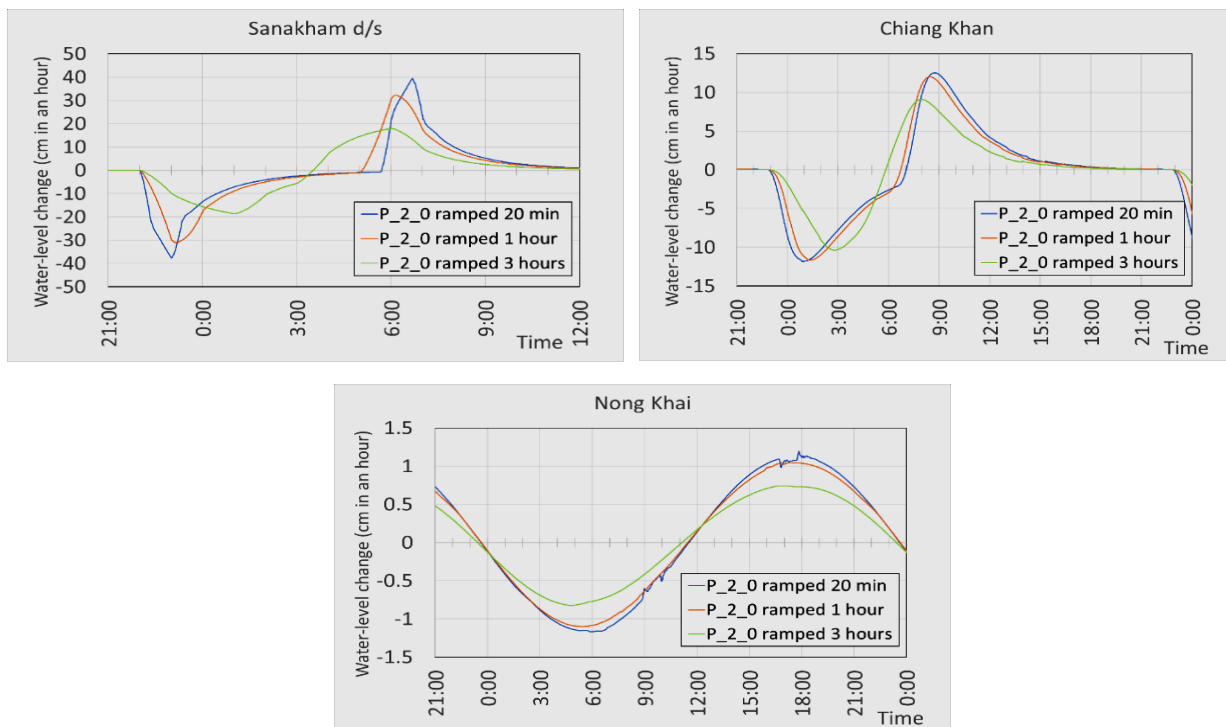 Sanakham d/s
Water-level change (cm in an hour)
50
40
30
20
10
0
-10
-20
-30
-40
-50
P_2_0 ramped 20 min
P_2_0 ramped 1 hour
P_2_0 ramped 3 hours
21:00
0:00
3:00
6:00
9:00
12:00
Time
Chiang Khan
Water-level change (cm in an hour)
15
10
5
0
-5
-10
-15
P_2_0 ramped 20 min
P_2_0 ramped 1 hour
P_2_0 ramped 3 hours
21:00
0:00
3:00
6:00
9:00
12:00
15:00
18:00
21:00
0:00
Time
Nong Khai
Water-level change (cm in an hour)
1.5
1
0.5
0
-0.5
-1
-1.5
P_2_0 ramped 20 min
P_2_0 ramped 1 hour
P_2_0 ramped 3 hours
21:00
0:00
3:00
6:00
9:00
12:00
15:00
18:00
21:00
0:00
Time